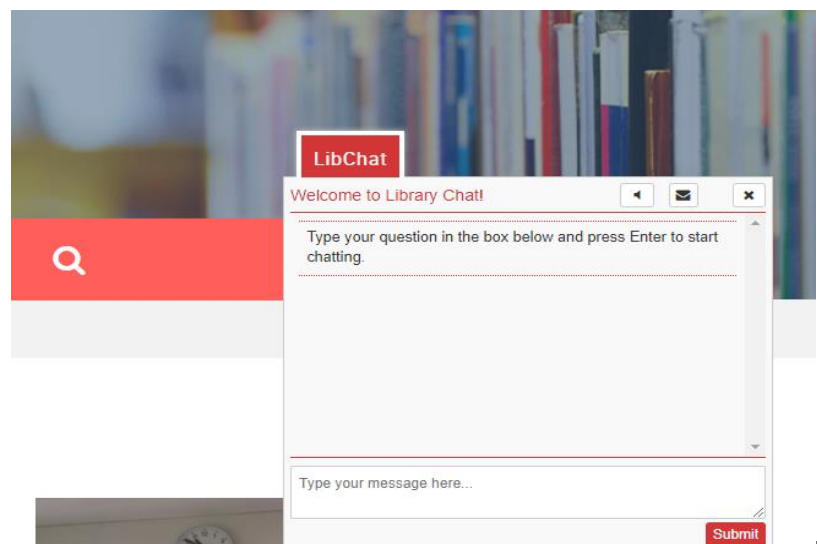 LibChat
Welcome to Library Chat!
Type your question in the box below and press Enter to start
chatting.
Type your message here...
Submit